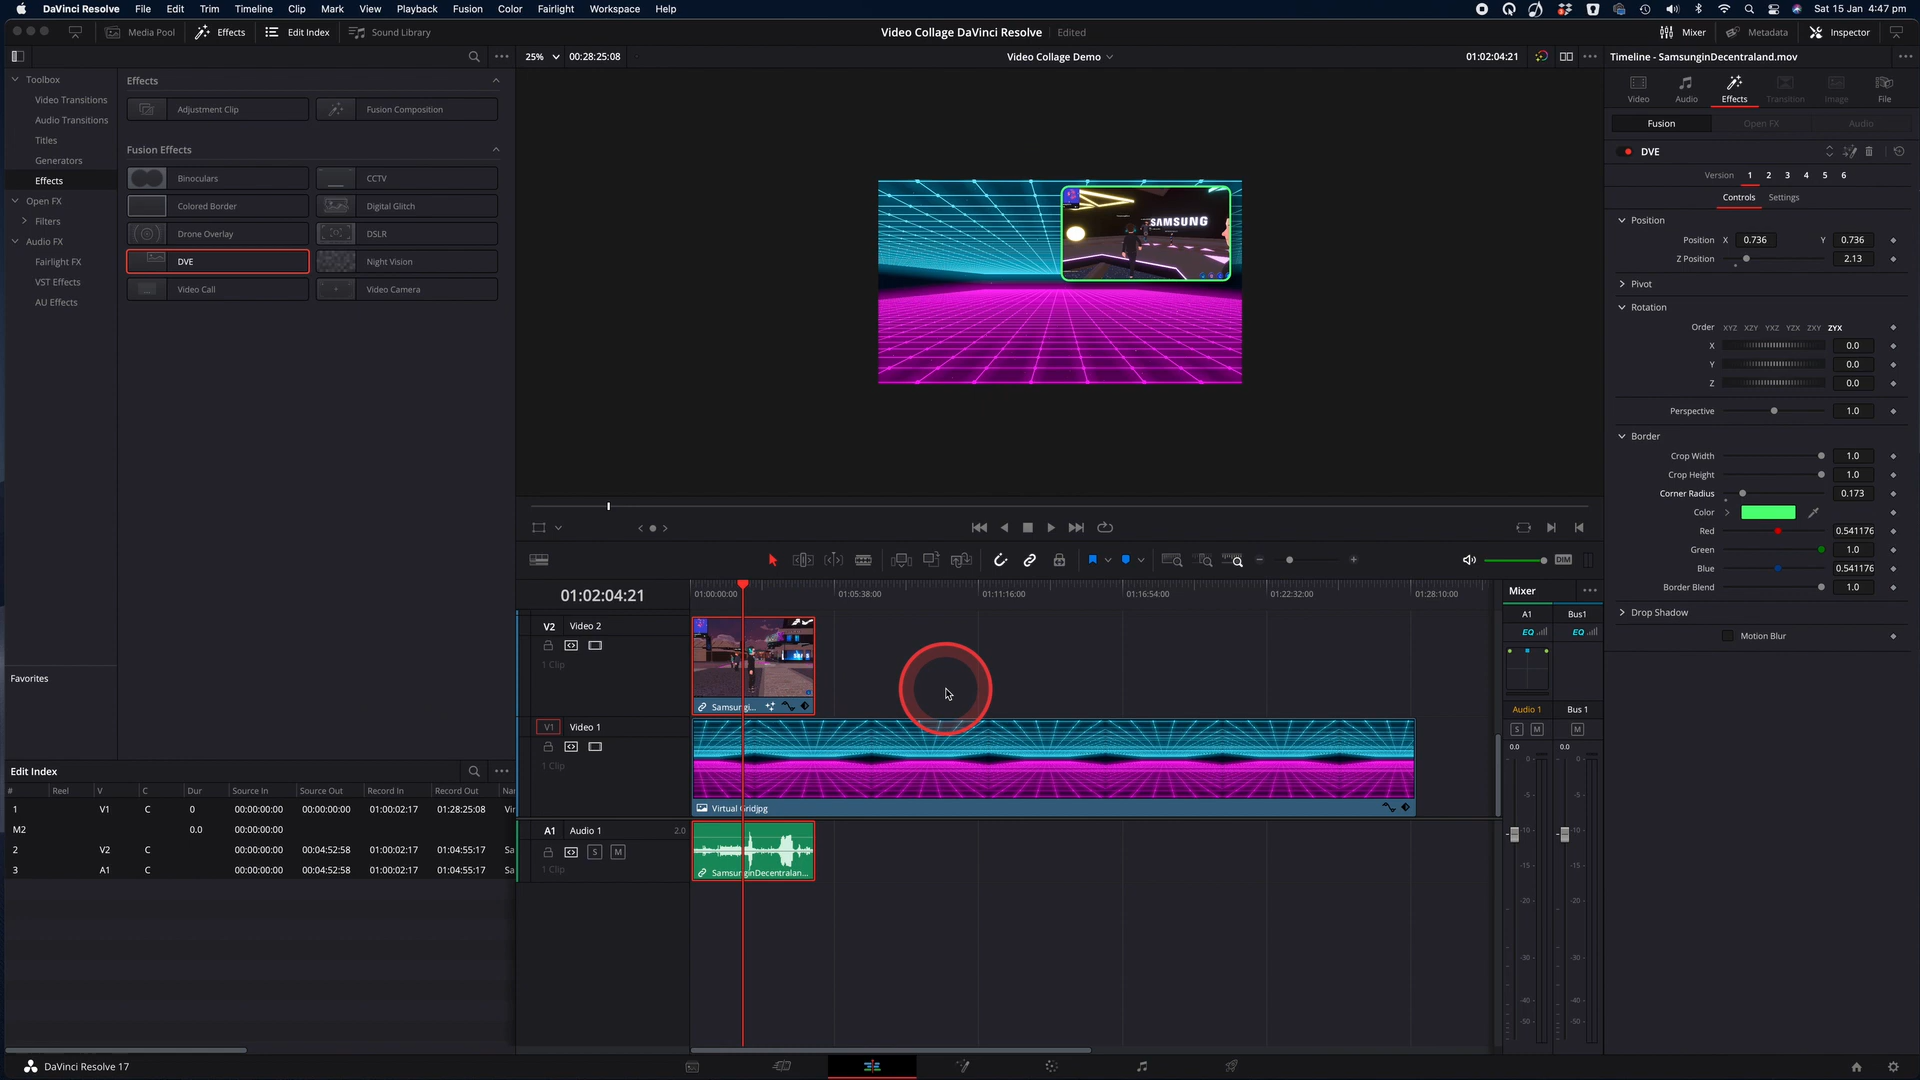 DaVinci Resolve File Edit Trim Timeline Clip Mark View Playback Fusion Color Fairlight Workspace Help Sat 15 Jan 4:47 pm
Media Pool Effects Edit Index Sound Library Video Collage DaVinci Resolve Edited Mixer Metadata Inspector
25% 00:28:25:08 Video Collage Demo 01:02:04:21 Timeline - SamsunginDecentraland.mov
Toolbox
Video Transitions
Audio Transitions
Titles
Generators
Effects
Open FX
Filters
Audio FX
Fairlight FX
VST Effects
AU Effects
Favorites
Effects
Adjustment Clip Fusion Composition
Fusion Effects
Binoculars CCTV
Colored Border Digital Glitch
Drone Overlay DSLR
DVE Night Vision
Video Call Video Camera
SAMSUNG
Video Audio Effects Transition Image File
Fusion Open FX Audio
DVE
Version 1 2 3 4 5 6
Controls Settings
Position
Position X 0.736 Y 0.736
Z Position 2.13
Pivot
Rotation
Order XYZ XZY YXZ YZX ZXY ZYX
X 0.0
Y 0.0
Z 0.0
Perspective 1.0
Border
Crop Width 1.0
Crop Height 1.0
Corner Radius 0.173
Color
Red 0.541176
Green 1.0
Blue 0.541176
Border Blend 1.0
Drop Shadow
Motion Blur
DIM
01:02:04:21 01:00:00:00 01:05:38:00 01:11:16:00 01:16:54:00 01:22:32:00 01:28:10:00
V2 Video 2
1 Clip
Samsungi...
V1 Video 1
1 Clip
Virtual Grid.jpg
A1 Audio 1 2.0
S M
1 Clip
SamsunginDecentralan...
Mixer
A1 Bus1
EQ EQ
Audio 1 Bus 1
S M M
0.0 0.0
0 0
-5 -5
-10 -10
-15 -15
-20 -20
-30 -30
-40 -40
-50 -50
Edit Index
# Reel V C Dur Source In Source Out Record In Record Out Nar
1 V1 C 0 00:00:00:00 00:00:00:00 01:00:02:17 01:28:25:08 Vir
M2 0.0 00:00:00:00
2 V2 C 00:00:00:00 00:04:52:58 01:00:02:17 01:04:55:17 Sa
3 A1 C 00:00:00:00 00:04:52:58 01:00:02:17 01:04:55:17 Sa
DaVinci Resolve 17